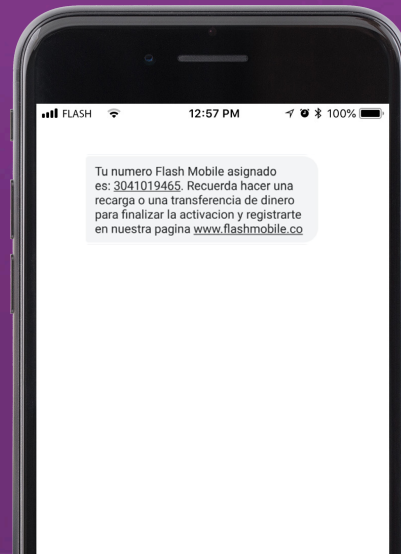 FLASH 12:57 PM 100%
Tu numero Flash Mobile asignado
es: 3041019465. Recuerda hacer una
recarga o una transferencia de dinero
para finalizar la activacion y registrarte
en nuestra pagina www.flashmobile.co